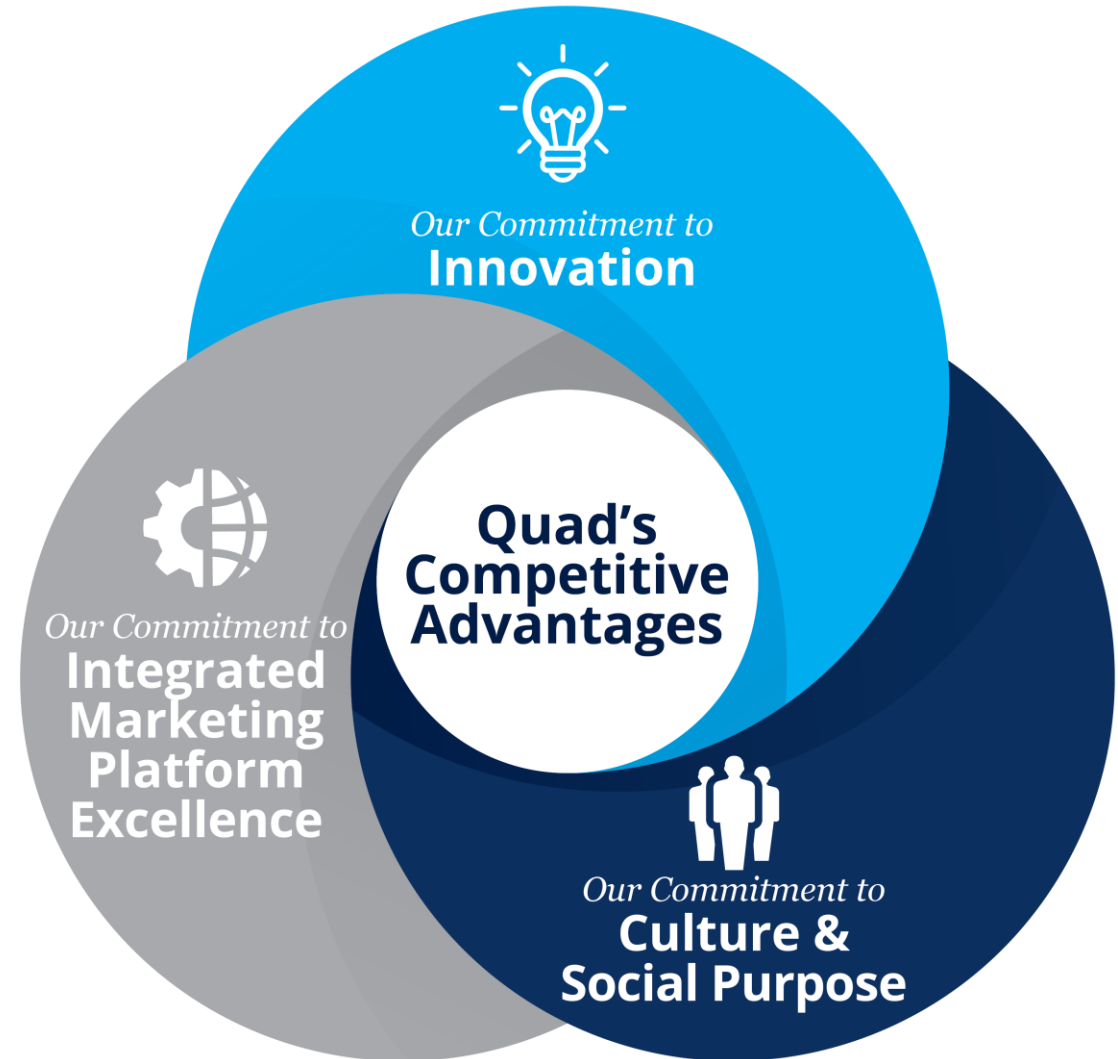 Our Commitment to
Innovation
Quad’s
Competitive
Advantages
Our Commitment to
Integrated
Marketing
Platform
Excellence
Our Commitment to
Culture &
Social Purpose